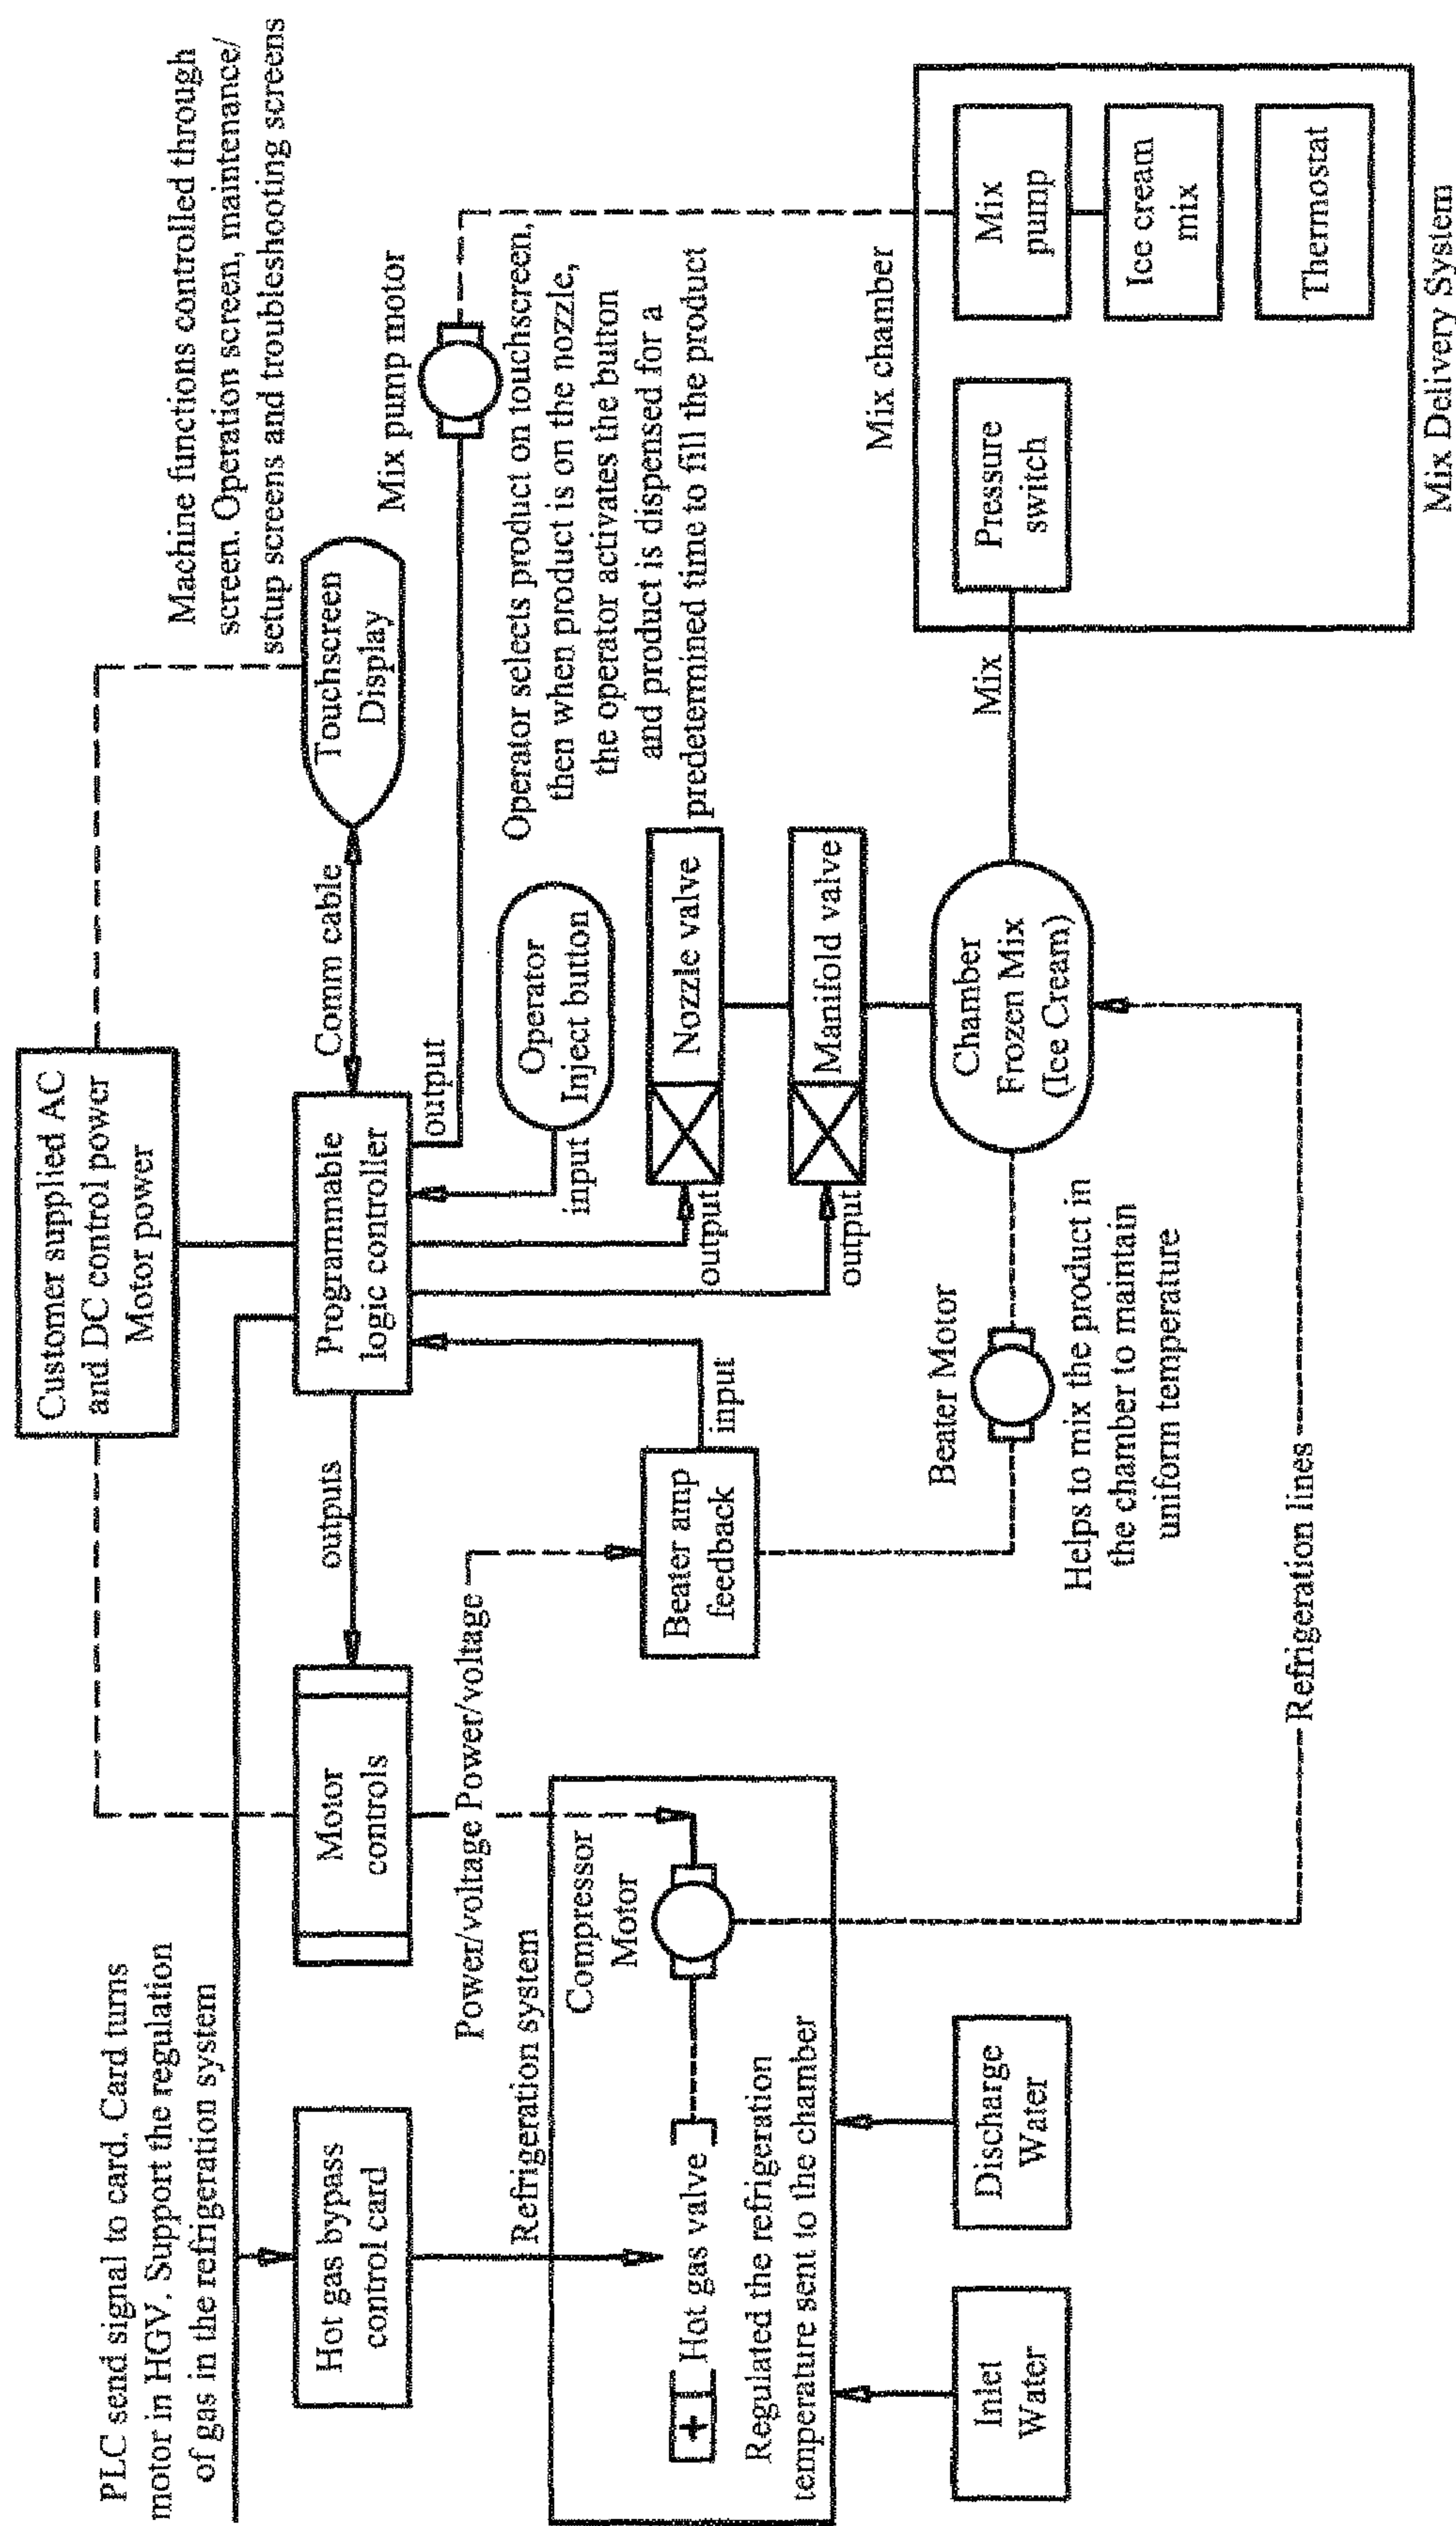 Customer supplied AC
and DC control power
Motor power
PLC send signal to card. Card turns
motor in HGV. Support the regulation
of gas in the refrigeration system
Machine functions controlled through
screen. Operation screen, maintenance/
setup screens and troubleshooting screens
Hot gas bypass
control card
Motor
controls
outputs
Programmable
logic controller
Comm cable
Touchscreen
Display
output
Mix pump motor
Power/voltage Power/voltage
Refrigeration system
Operator
Inject button
input
Operator selects product on touchscreen,
then when product is on the nozzle,
the operator activates the button
and product is dispensed for a
predetermined time to fill the product
Compressor
Motor
Hot gas valve
Regulated the refrigeration
temperature sent to the chamber
Beater amp
feedback
input
output
Nozzle valve
output
Manifold valve
Mix chamber
Inlet
Water
Discharge
Water
Beater Motor
Helps to mix the product in
the chamber to maintain
uniform temperature
Chamber
Frozen Mix
(Ice Cream)
Mix
Pressure
switch
Mix
pump
Ice cream
mix
Thermostat
Refrigeration lines
Mix Delivery System